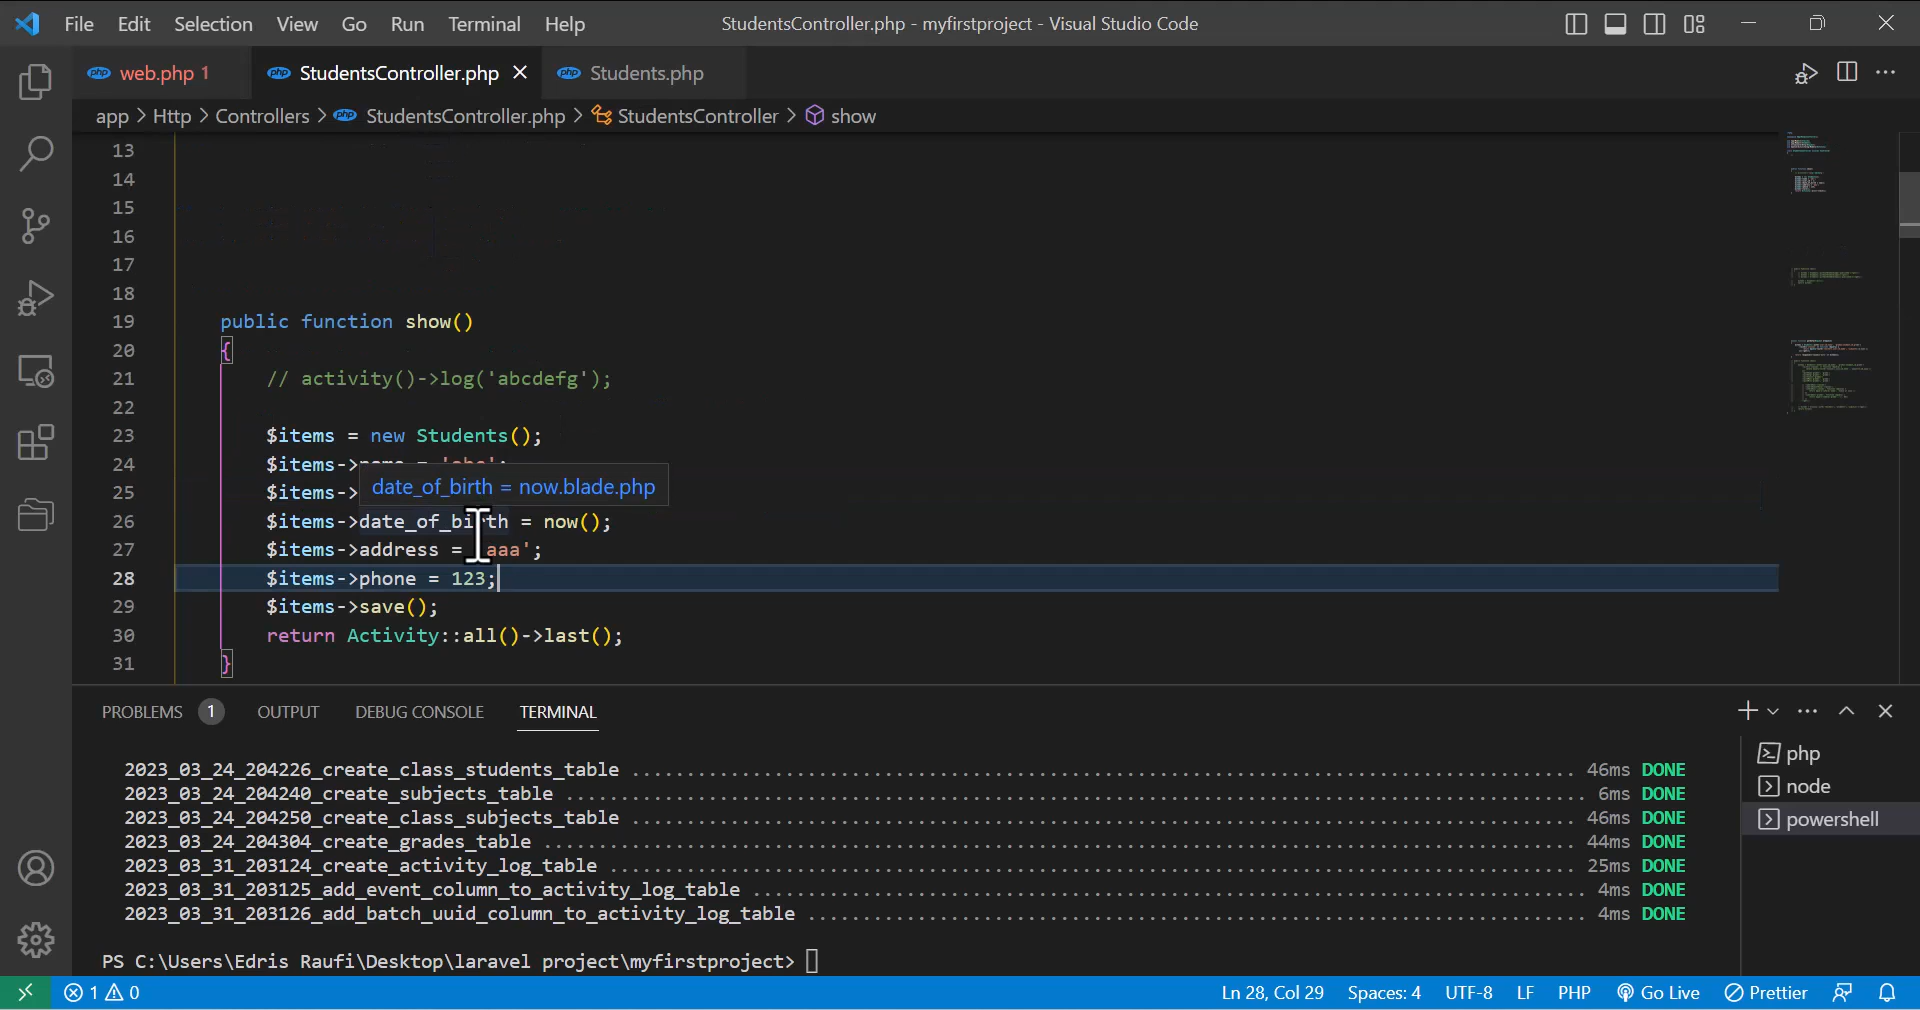 File Edit Selection View Go Run Terminal Help StudentsController.php - myfirstproject - Visual Studio Code
web.php 1 StudentsController.php Students.php
app > Http > Controllers > StudentsController.php > StudentsController > show
13
14
15
16
17
18
19 public function show()
20 {
21 // activity()->log('abcdefg');
22
23 $items = new Students();
24 $items->name = 'abc';
25 $items->
date_of_birth = now.blade.php
26 $items->date_of_birth = now();
27 $items->address = aaa';
28 $items->phone = 123;
29 $items->save();
30 return Activity::all()->last();
31 }
PROBLEMS 1 OUTPUT DEBUG CONSOLE TERMINAL
2023_03_24_204226_create_class_students_table ........ 46ms DONE
2023_03_24_204240_create_subjects_table ........ 6ms DONE
2023_03_24_204250_create_class_subjects_table ........ 46ms DONE
2023_03_24_204304_create_grades_table ........ 44ms DONE
2023_03_31_203124_create_activity_log_table ........ 25ms DONE
2023_03_31_203125_add_event_column_to_activity_log_table ........ 4ms DONE
2023_03_31_203126_add_batch_uuid_column_to_activity_log_table ........ 4ms DONE
PS C:\Users\Edris Raufi\Desktop\laravel project\myfirstproject>
php
node
powershell
1 0 Ln 28, Col 29 Spaces: 4 UTF-8 LF PHP Go Live Prettier